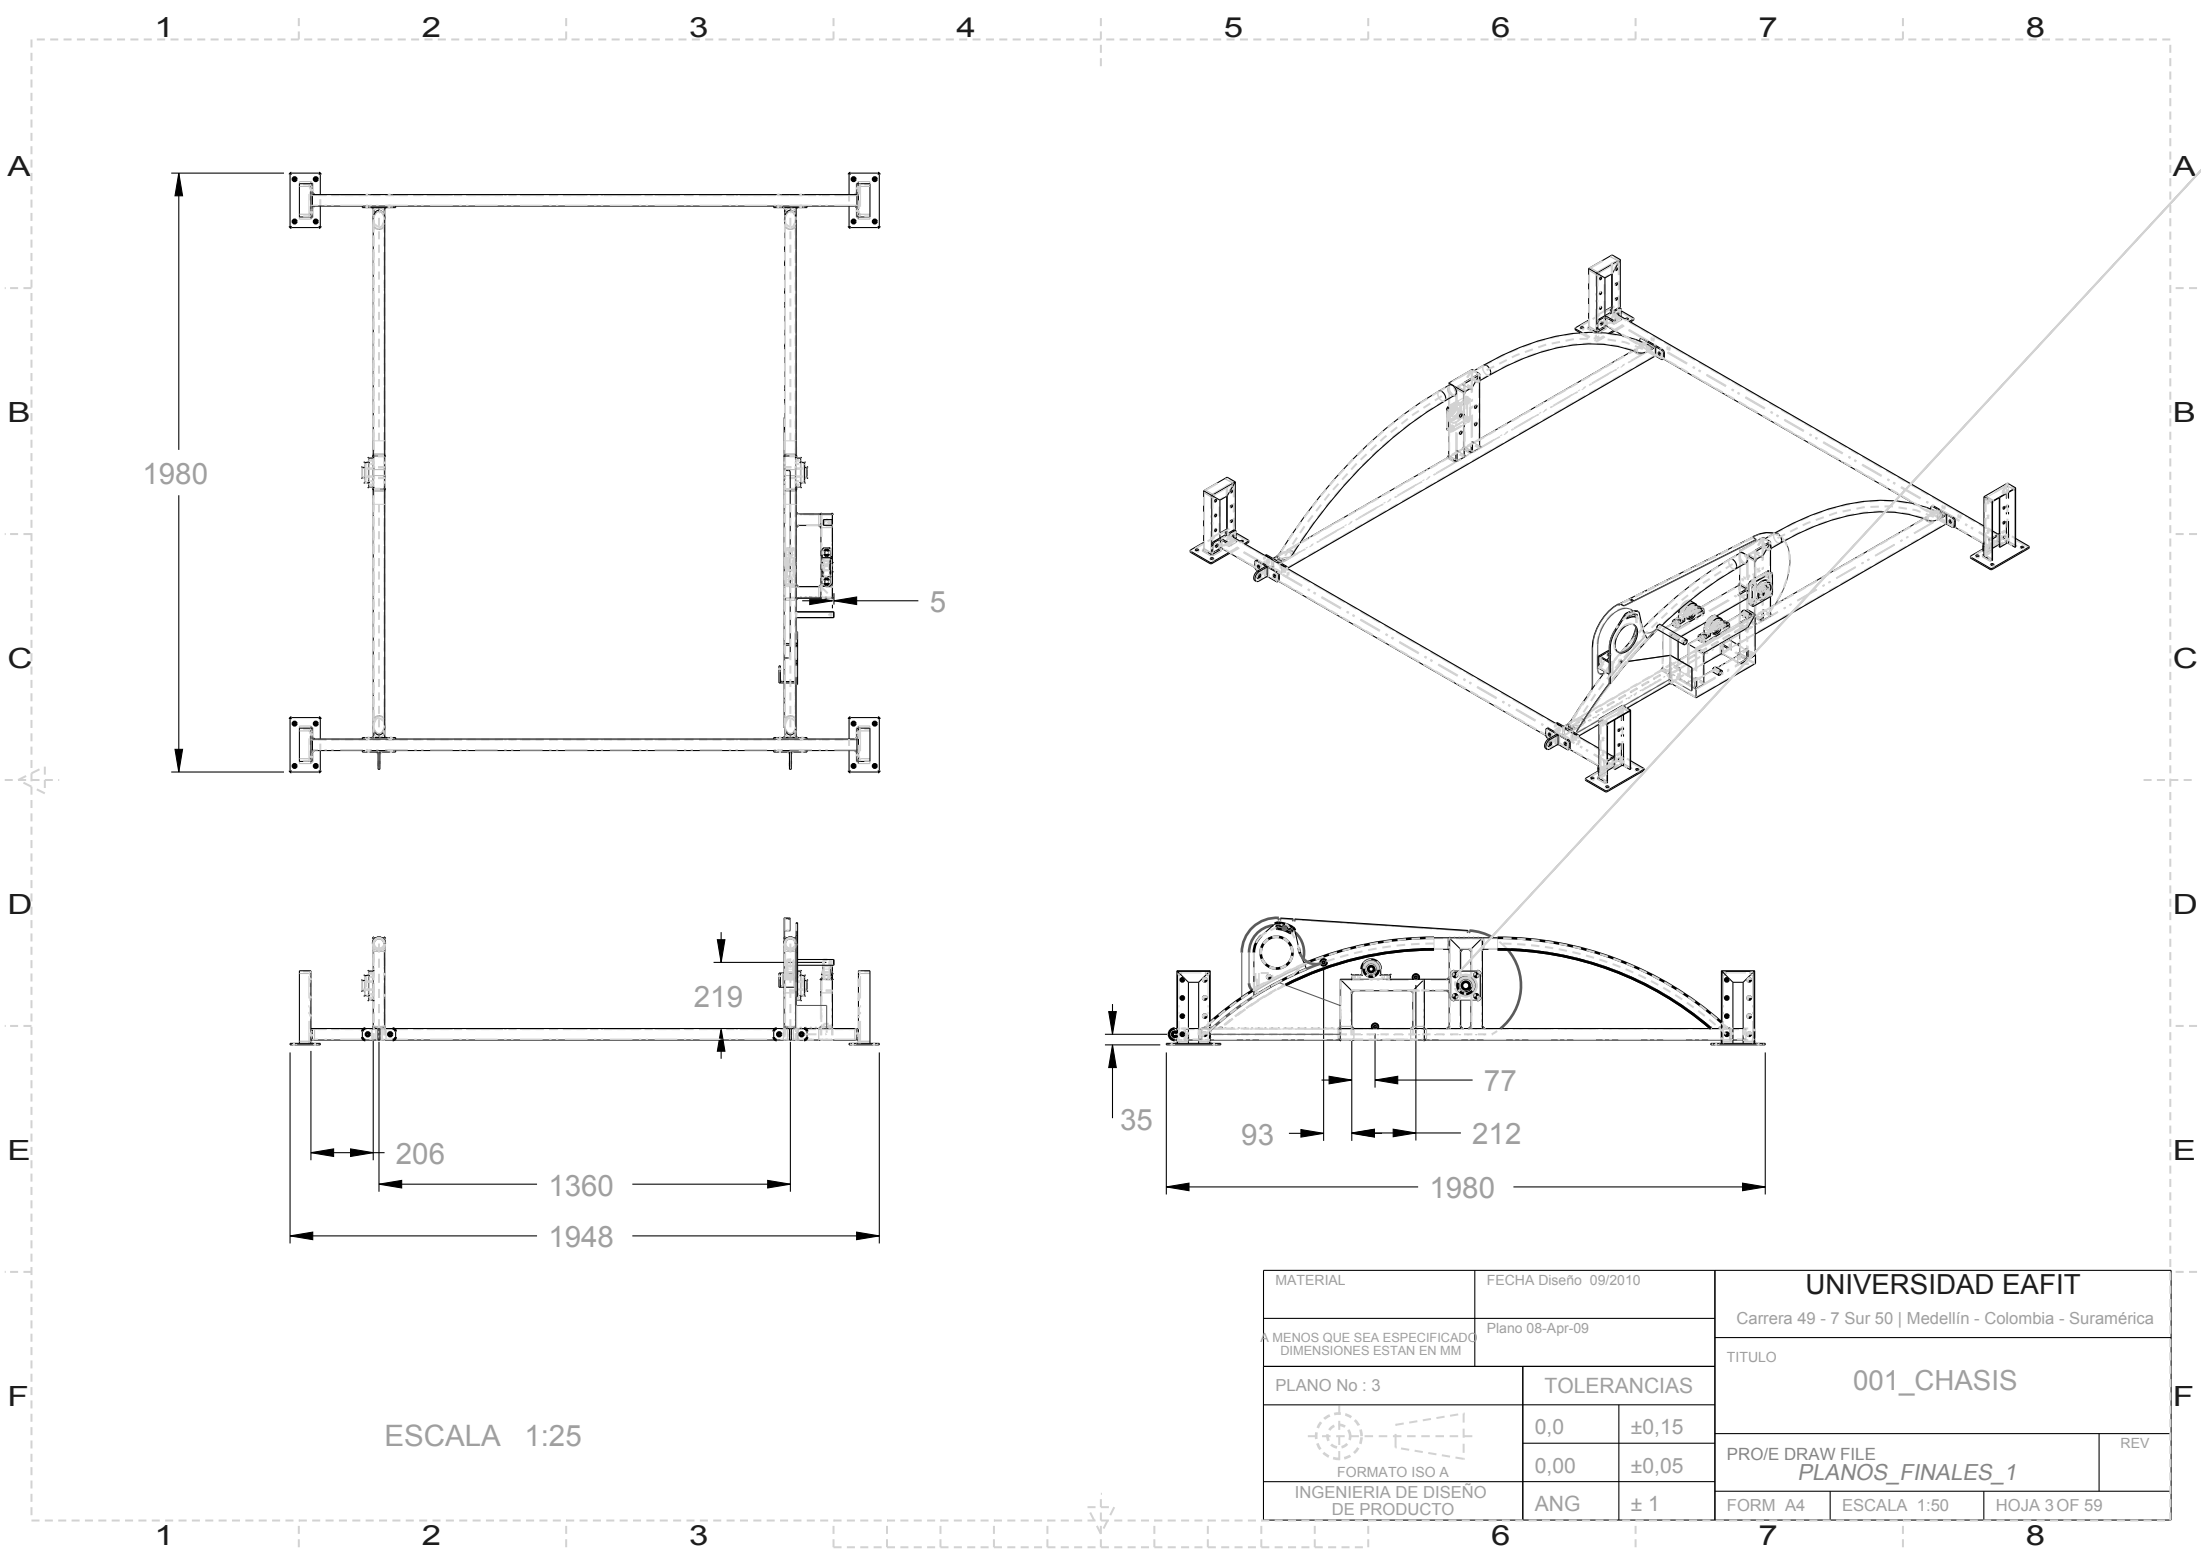 1 2 3 4 5 6 7 8
A A
B B
C C
D D
E E
F F
1980
5
219
206
1360
1948
35
77
93
212
1980
ESCALA 1:25
MATERIAL
FECHA Diseño 09/2010
A MENOS QUE SEA ESPECIFICADO
DIMENSIONES ESTAN EN MM
Plano 08-Apr-09
UNIVERSIDAD EAFIT
Carrera 49 - 7 Sur 50 | Medellín - Colombia - Suramérica
PLANO No : 3
TOLERANCIAS
TITULO
001_CHASIS
0,0 ±0,15
0,00 ±0,05
ANG ± 1
FORMATO ISO A
INGENIERIA DE DISEÑO
DE PRODUCTO
PRO/E DRAW FILE
PLANOS_FINALES_1
REV
FORM A4
ESCALA 1:50
HOJA 3 OF 59
1 2 3 6 7 8